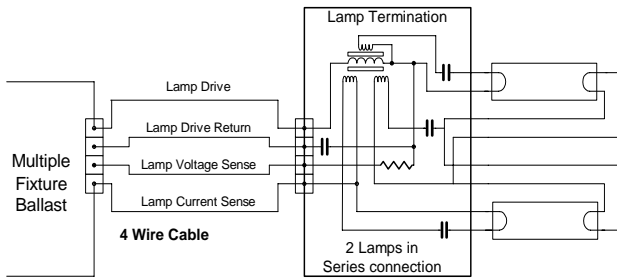 Lamp Termination
Lamp Drive
Lamp Drive Return
Lamp Voltage Sense
Lamp Current Sense
Multiple
Fixture
Ballast
4 Wire Cable
2 Lamps in
Series connection